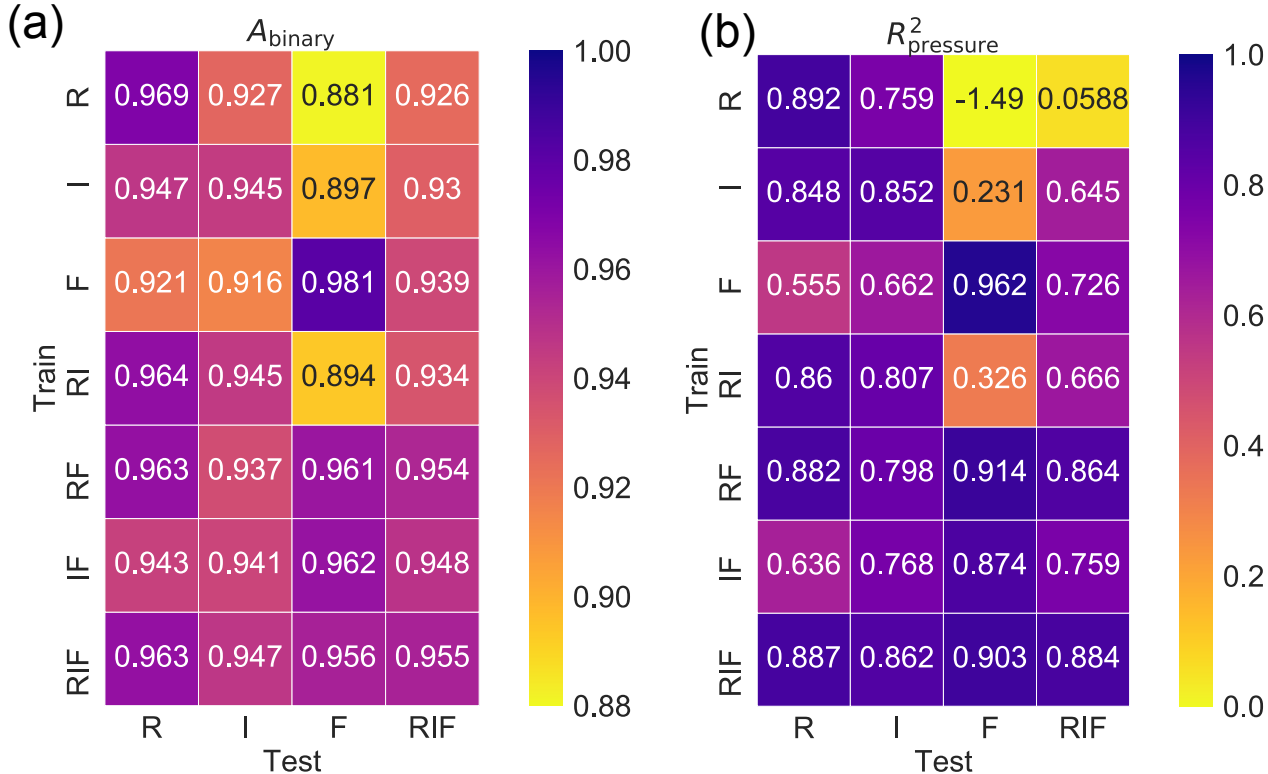 (a)
A_binary
Train
R 0.969 0.927 0.881 0.926
I 0.947 0.945 0.897 0.93
F 0.921 0.916 0.981 0.939
RI 0.964 0.945 0.894 0.934
RF 0.963 0.937 0.961 0.954
IF 0.943 0.941 0.962 0.948
RIF 0.963 0.947 0.956 0.955
R I F RIF
Test
1.00
0.98
0.96
0.94
0.92
0.90
0.88
(b)
R²_pressure
Train
R 0.892 0.759 -1.49 0.0588
I 0.848 0.852 0.231 0.645
F 0.555 0.662 0.962 0.726
RI 0.86 0.807 0.326 0.666
RF 0.882 0.798 0.914 0.864
IF 0.636 0.768 0.874 0.759
RIF 0.887 0.862 0.903 0.884
R I F RIF
Test
1.0
0.8
0.6
0.4
0.2
0.0